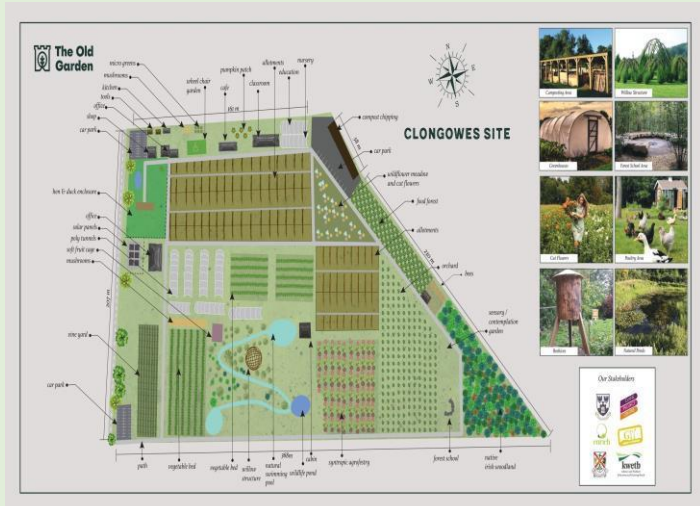 The Old
Garden
CLONGOWES SITE
N
E
S
W
micro greens
mushrooms
kitchen
tools
office
shop
car park
wheel chair
garden
cafe
pumpkin patch
classroom
allotments
education
nursery
compost chipping
car park
wildflower meadow
and cut flowers
food forest
allotments
orchard
bees
sensory /
contemplation
garden
hen & duck enclosure
office
solar panels
poly tunnels
soft fruit cage
mushrooms
vine yard
car park
path
vegetable bed
vegetable bed
willow
structure
natural
swimming
pool
wildlife pond
cabin
syntropic agroforestry
forest school
native
irish woodland
Composting Area
Willow Structure
Greenhouse
Forest School Area
Cut Flowers
Poultry Area
Beehives
Natural Ponds
Our Stakeholders
enrich
kweth